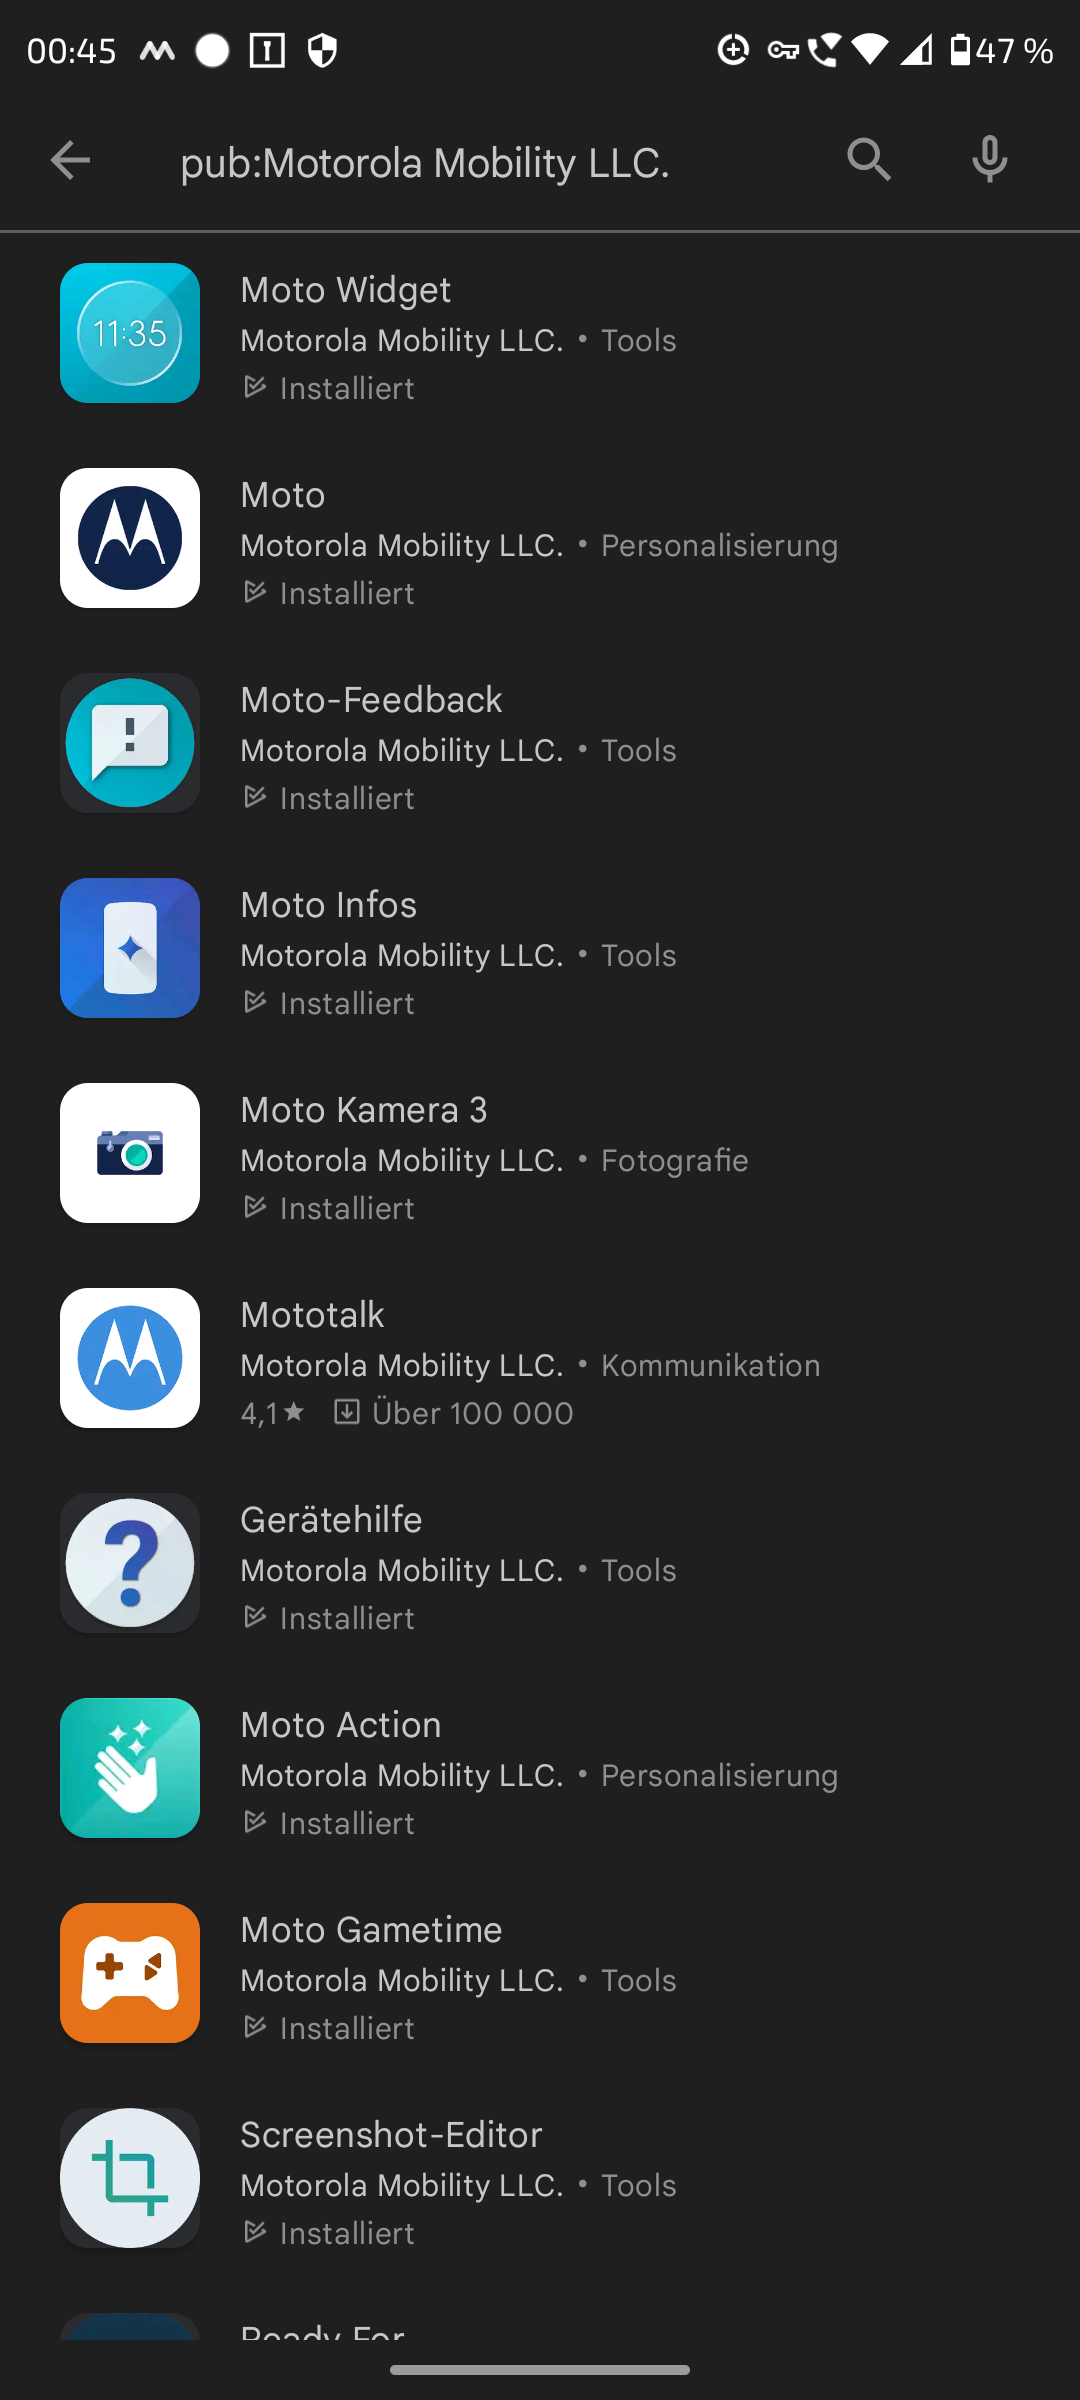 00:45 47 %
pub:Motorola Mobility LLC.
11:35
Moto Widget
Motorola Mobility LLC. • Tools
Installiert
Moto
Motorola Mobility LLC. • Personalisierung
Installiert
Moto-Feedback
Motorola Mobility LLC. • Tools
Installiert
Moto Infos
Motorola Mobility LLC. • Tools
Installiert
Moto Kamera 3
Motorola Mobility LLC. • Fotografie
Installiert
Mototalk
Motorola Mobility LLC. • Kommunikation
4,1★ Über 100 000
Gerätehilfe
Motorola Mobility LLC. • Tools
Installiert
Moto Action
Motorola Mobility LLC. • Personalisierung
Installiert
Moto Gametime
Motorola Mobility LLC. • Tools
Installiert
Screenshot-Editor
Motorola Mobility LLC. • Tools
Installiert
Ready For